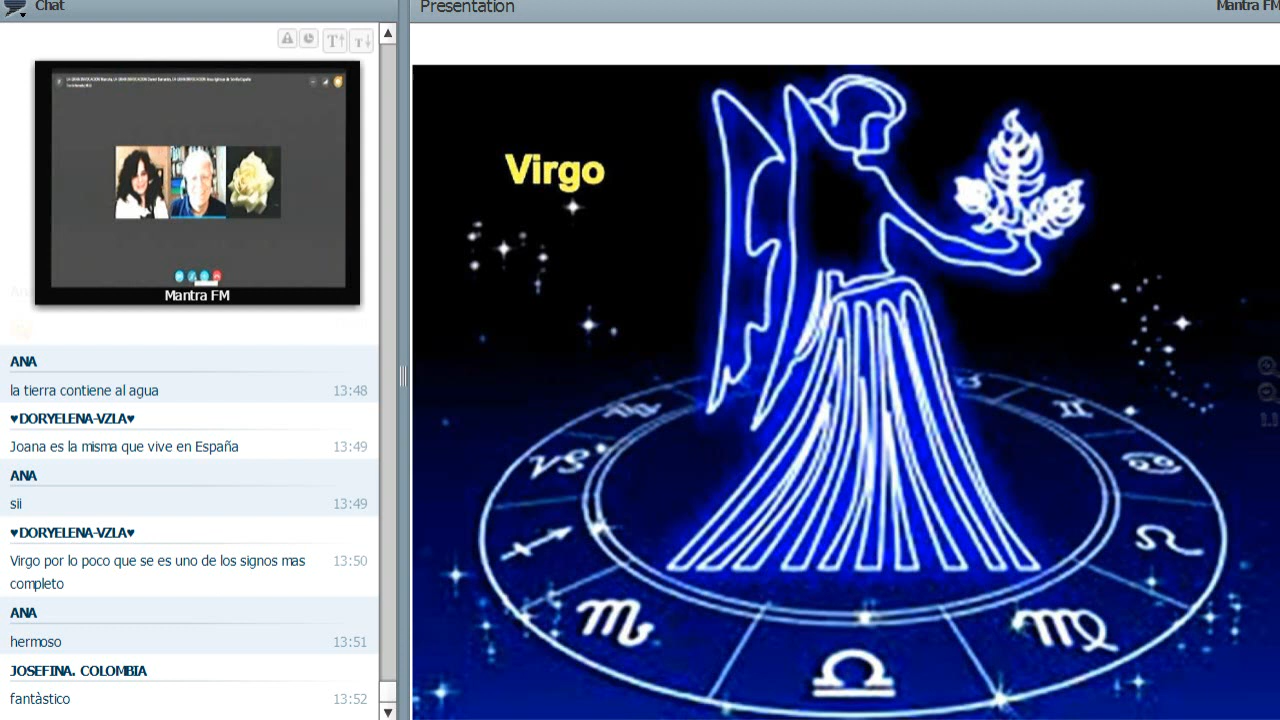 Chat
Presentation
Mantra FM
T T
Mantra FM
ANA
la tierra contiene al agua 13:48
♥DORYELENA-VZLA♥
Joana es la misma que vive en España 13:49
ANA
sii 13:49
♥DORYELENA-VZLA♥
Virgo por lo poco que se es uno de los signos mas 13:50
completo
ANA
hermoso 13:51
JOSEFINA. COLOMBIA
fantàstico 13:52
Virgo